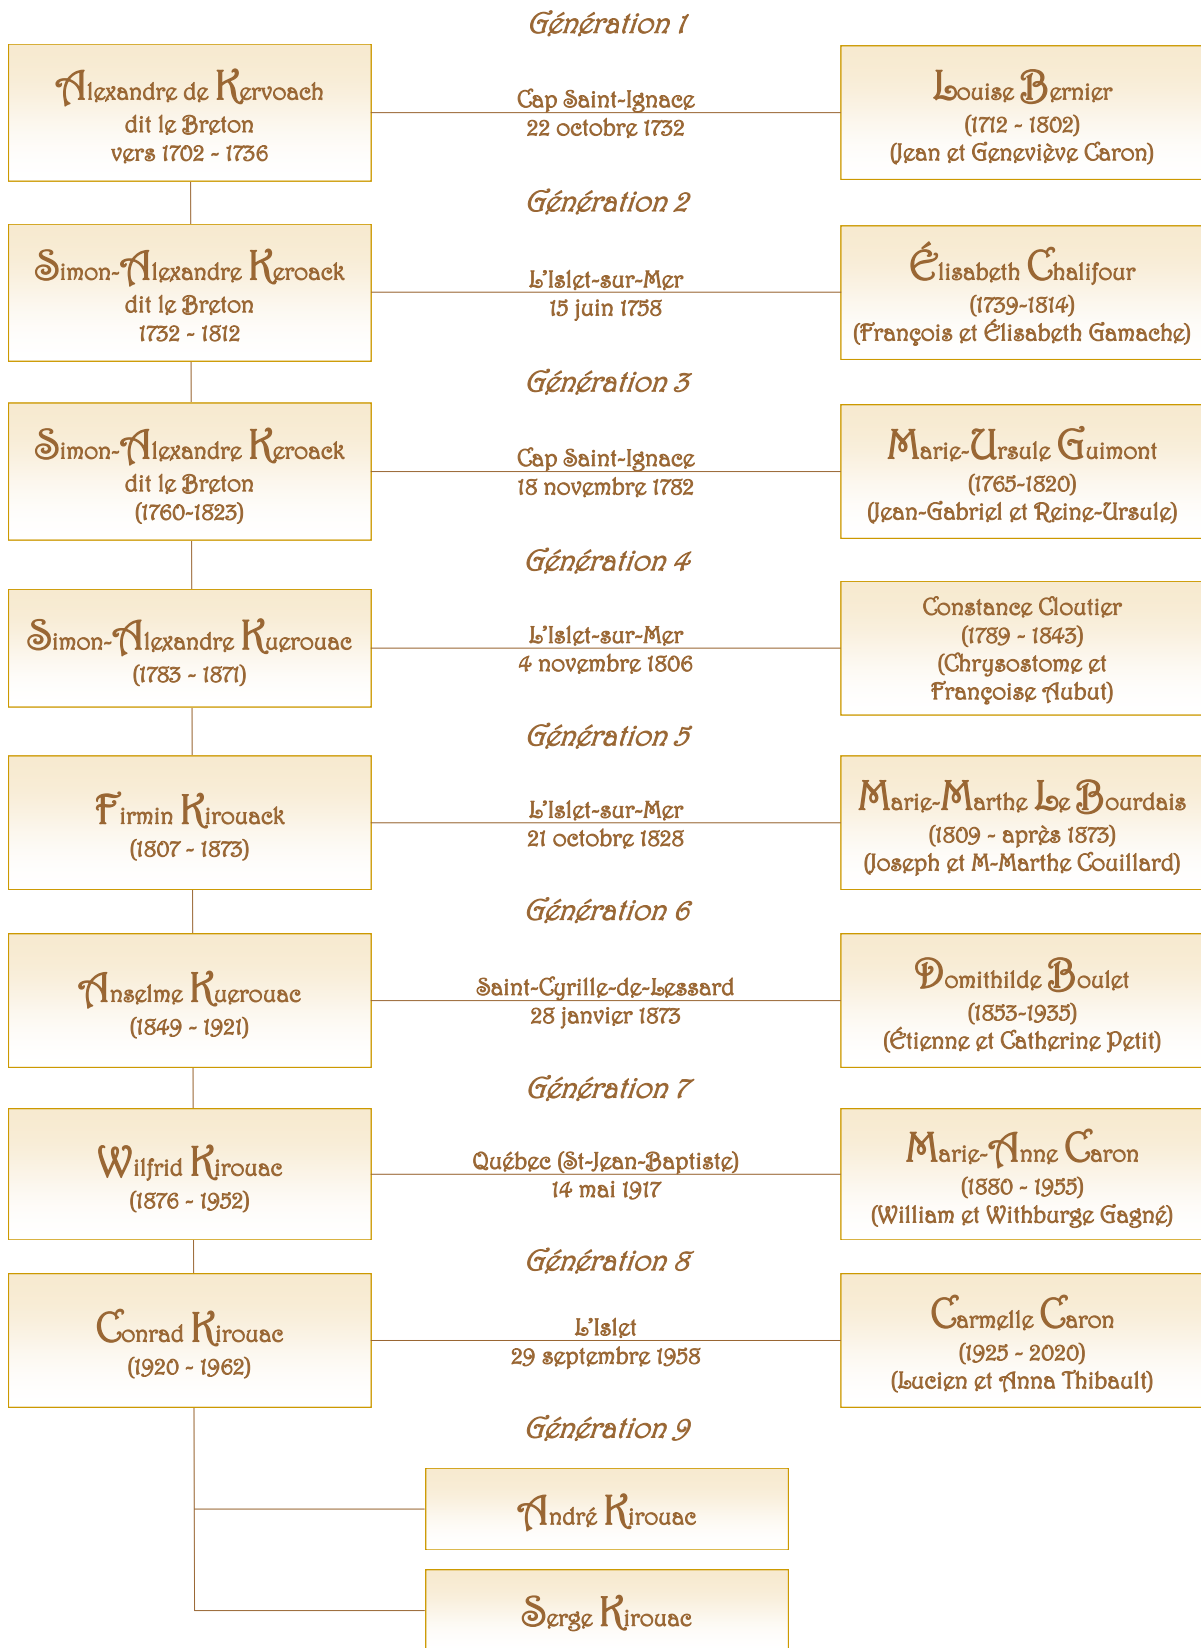 Génération 1
Alexandre de Kervoach
dit le Breton
vers 1702 - 1736
Cap Saint-Ignace
22 octobre 1732
Louise Bernier
(1712 - 1802)
(Jean et Geneviève Caron)
Génération 2
Simon-Alexandre Keroack
dit le Breton
1732 - 1812
L'Islet-sur-Mer
15 juin 1758
Élisabeth Chalifour
(1739-1814)
(François et Élisabeth Gamache)
Génération 3
Simon-Alexandre Keroack
dit le Breton
(1760-1823)
Cap Saint-Ignace
18 novembre 1782
Marie-Ursule Guimont
(1765-1820)
(Jean-Gabriel et Reine-Ursule)
Génération 4
Simon-Alexandre Kuerouac
(1783 - 1871)
L'Islet-sur-Mer
4 novembre 1806
Constance Cloutier
(1789 - 1843)
(Chrysostome et
Françoise Aubut)
Génération 5
Firmin Kirouack
(1807 - 1873)
L'Islet-sur-Mer
21 octobre 1828
Marie-Marthe Le Bourdais
(1809 - après 1873)
(Joseph et M-Marthe Couillard)
Génération 6
Anselme Kuerouac
(1849 - 1921)
Saint-Cyrille-de-Lessard
28 janvier 1873
Domithilde Boulet
(1853-1935)
(Étienne et Catherine Petit)
Génération 7
Wilfrid Kirouac
(1876 - 1952)
Québec (St-Jean-Baptiste)
14 mai 1917
Marie-Anne Caron
(1880 - 1955)
(William et Withburge Gagné)
Génération 8
Conrad Kirouac
(1920 - 1962)
L'Islet
29 septembre 1958
Carmelle Caron
(1925 - 2020)
(Lucien et Anna Thibault)
Génération 9
André Kirouac
Serge Kirouac